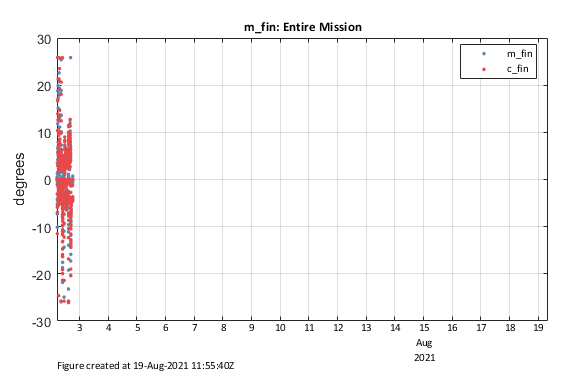 m_fin: Entire Mission
30
20
10
0
-10
-20
-30
degrees
m_fin
c_fin
3 4 5 6 7 8 9 10 11 12 13 14 15 16 17 18 19
Aug
2021
Figure created at 19-Aug-2021 11:55:40Z